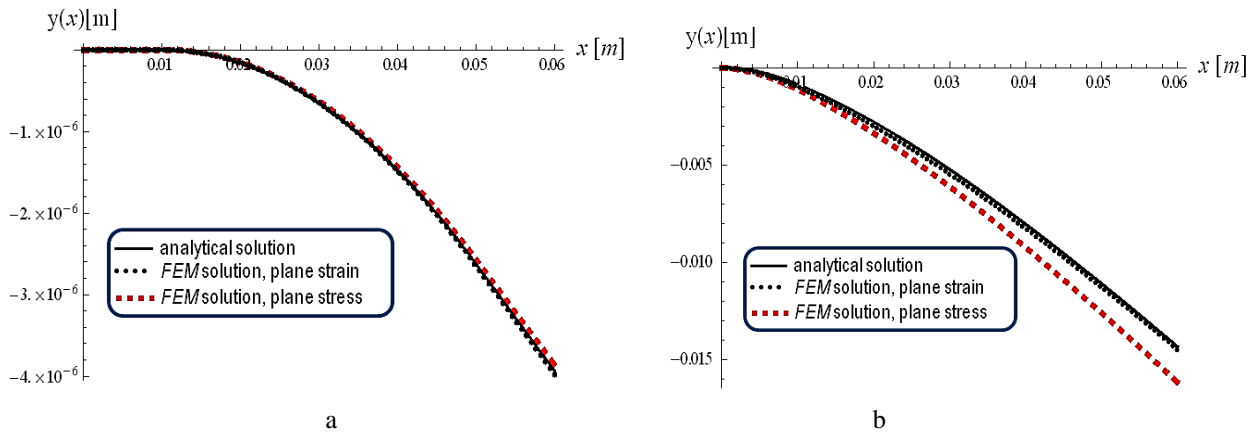 y(x)[m]
x [m]
0.01 0.02 0.03 0.04 0.05 0.06
−1.×10⁻⁶
−2.×10⁻⁶
−3.×10⁻⁶
−4.×10⁻⁶
analytical solution
FEM solution, plane strain
FEM solution, plane stress
a
y(x)[m]
x [m]
0.01 0.02 0.03 0.04 0.05 0.06
−0.005
−0.010
−0.015
analytical solution
FEM solution, plane strain
FEM solution, plane stress
b